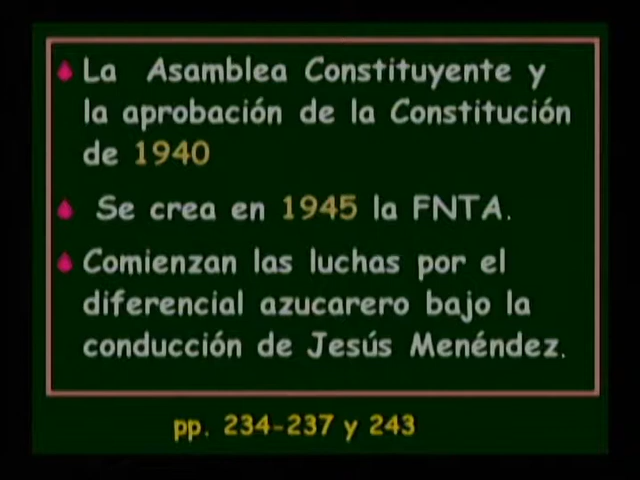 La Asamblea Constituyente y
la aprobación de la Constitución
de 1940
Se crea en 1945 la FNTA.
Comienzan las luchas por el
diferencial azucarero bajo la
conducción de Jesús Menéndez.
pp. 234-237 y 243